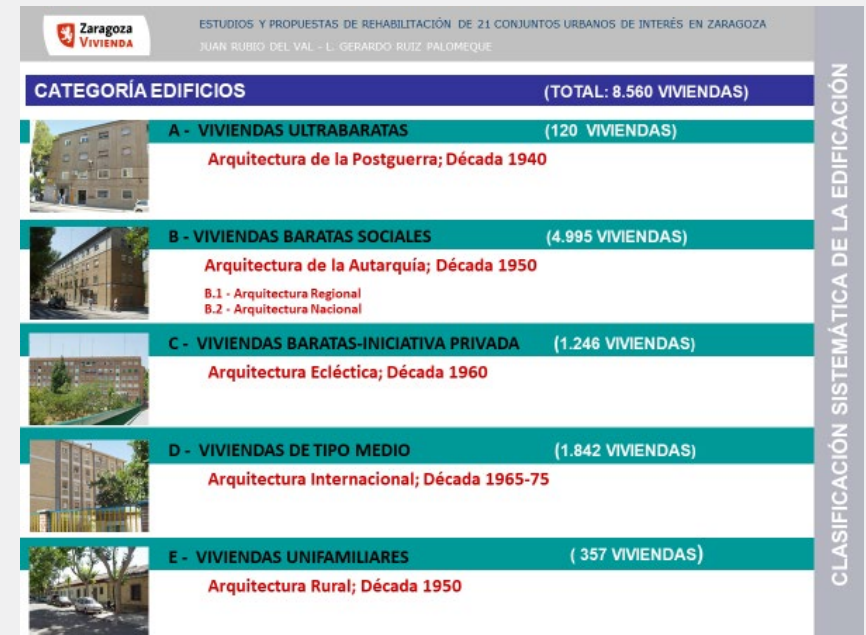 Zaragoza
VIVIENDA
ESTUDIOS Y PROPUESTAS DE REHABILITACIÓN DE 21 CONJUNTOS URBANOS DE INTERÉS EN ZARAGOZA
JUAN RUBIO DEL VAL - L. GERARDO RUIZ PALOMEQUE
CATEGORÍA EDIFICIOS (TOTAL: 8.560 VIVIENDAS)
A - VIVIENDAS ULTRABARATAS (120 VIVIENDAS)
Arquitectura de la Postguerra; Década 1940
B - VIVIENDAS BARATAS SOCIALES (4.995 VIVIENDAS)
Arquitectura de la Autarquía; Década 1950
B.1 - Arquitectura Regional
B.2 - Arquitectura Nacional
C - VIVIENDAS BARATAS-INICIATIVA PRIVADA (1.246 VIVIENDAS)
Arquitectura Ecléctica; Década 1960
D - VIVIENDAS DE TIPO MEDIO (1.842 VIVIENDAS)
Arquitectura Internacional; Década 1965-75
E - VIVIENDAS UNIFAMILIARES ( 357 VIVIENDAS)
Arquitectura Rural; Década 1950
CLASIFICACIÓN SISTEMÁTICA DE LA EDIFICACIÓN